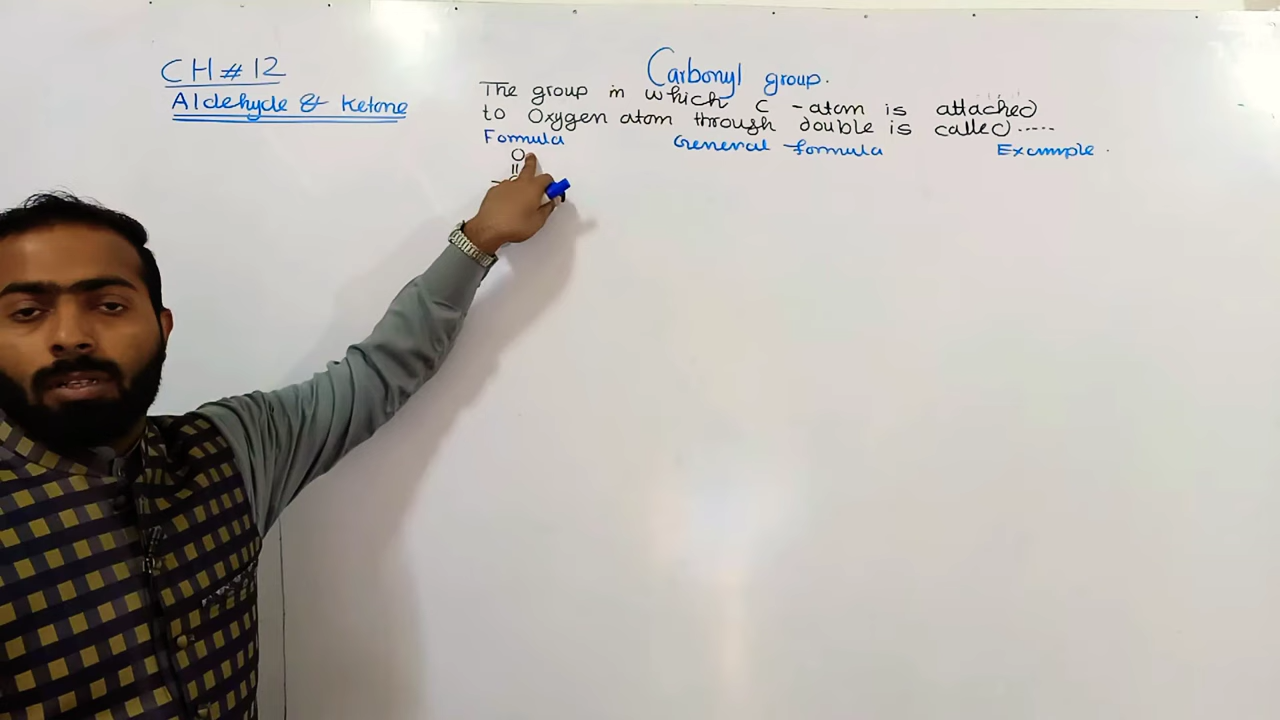 CH # 12
Aldehyde & Ketone
Carbonyl group.
The group in which C -atom is attached
to Oxygen atom through double is called .....
Formula General formula Example .
O
||